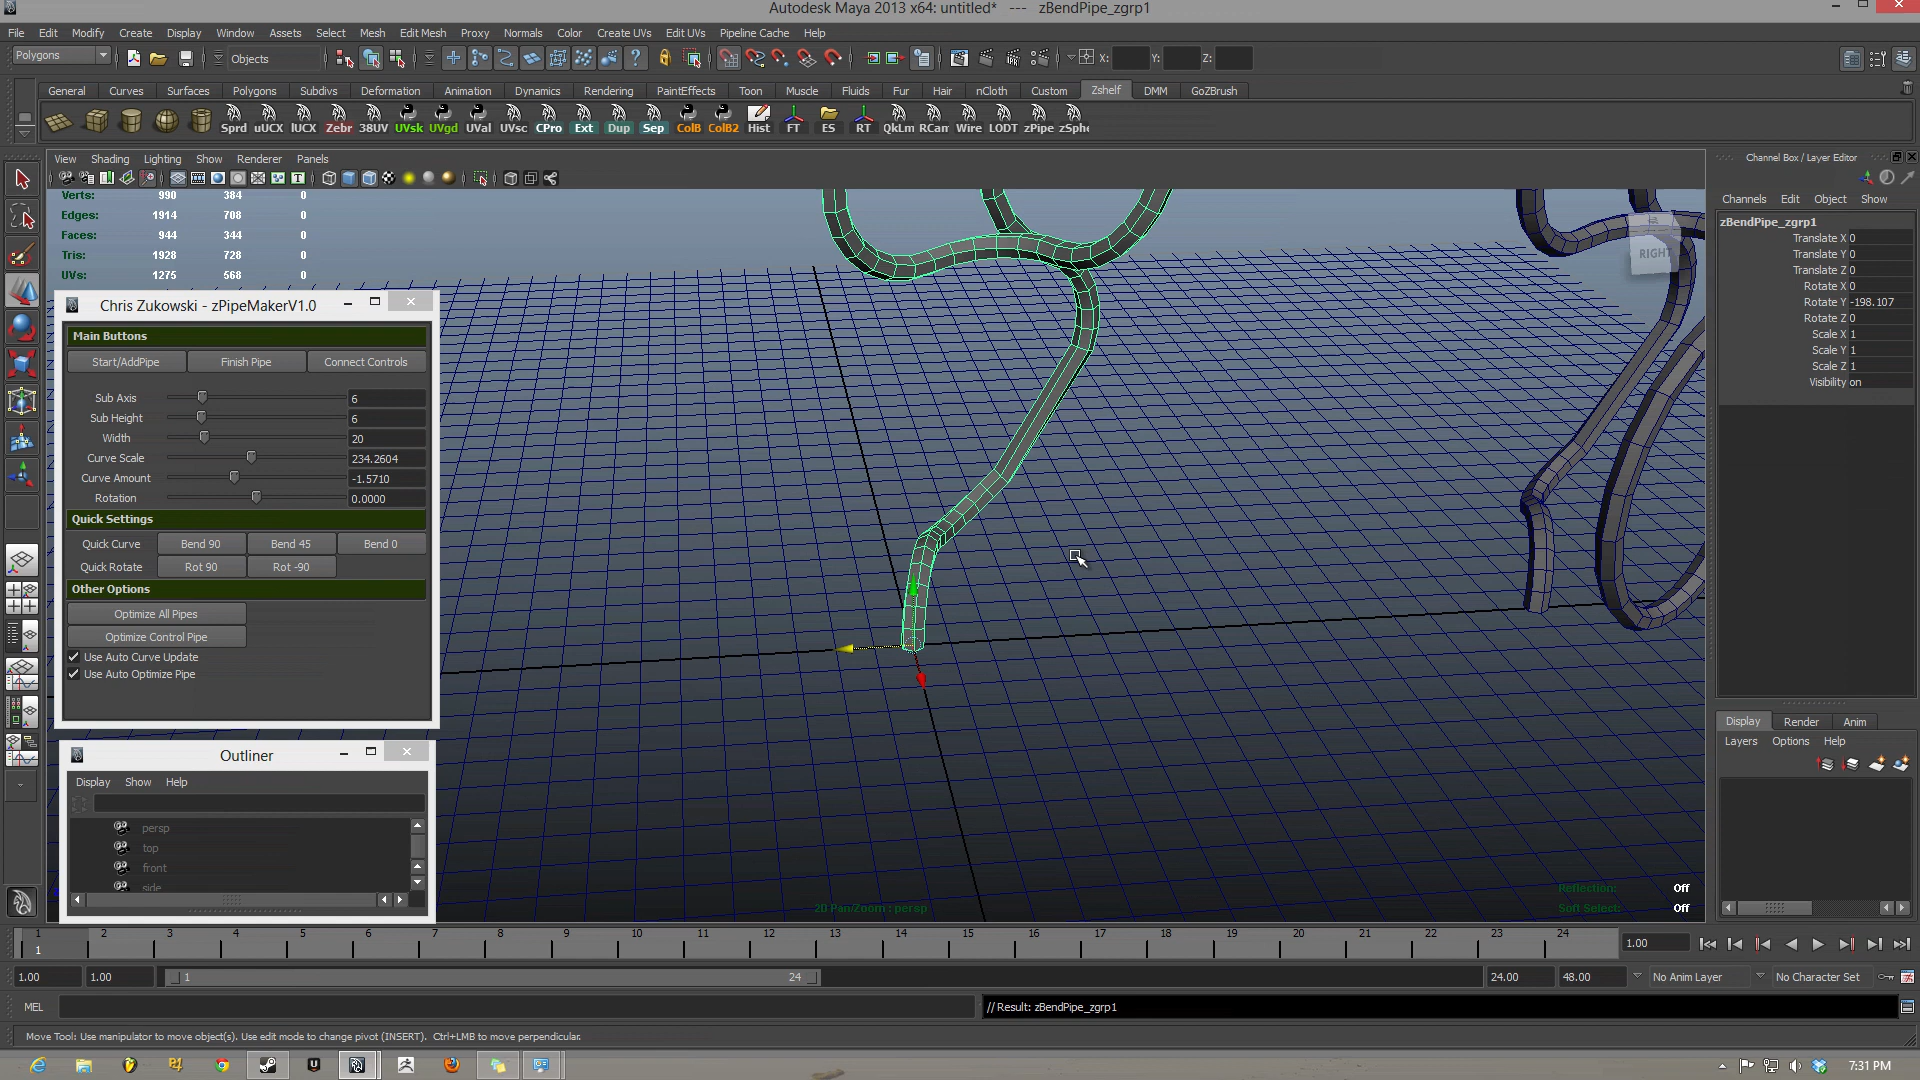 Autodesk Maya 2013 x64: untitled* --- zBendPipe_zgrp1
File Edit Modify Create Display Window Assets Select Mesh Edit Mesh Proxy Normals Color Create UVs Edit UVs Pipeline Cache Help
Polygons Objects X: Y: Z:
General Curves Surfaces Polygons Subdivs Deformation Animation Dynamics Rendering PaintEffects Toon Muscle Fluids Fur Hair nCloth Custom Zshelf DMM GoZBrush
Sprd uUCX lUCX Zebr 38UV UVsk UVgd UVal UVsc CPro Ext Dup Sep ColB ColB2 Hist FT ES RT QkLm RCam Wire LODT zPipe zSphe
View Shading Lighting Show Renderer Panels
Verts: 990 384 0
Edges: 1914 708 0
Faces: 944 344 0
Tris: 1928 728 0
UVs: 1275 568 0
RIGHT
Chris Zukowski - zPipeMakerV1.0
Main Buttons
Start/AddPipe Finish Pipe Connect Controls
Sub Axis 6
Sub Height 6
Width 20
Curve Scale 234.2604
Curve Amount -1.5710
Rotation 0.0000
Quick Settings
Quick Curve Bend 90 Bend 45 Bend 0
Quick Rotate Rot 90 Rot -90
Other Options
Optimize All Pipes
Optimize Control Pipe
Use Auto Curve Update
Use Auto Optimize Pipe
Outliner
Display Show Help
persp
top
front
side
2D Pan/Zoom : persp
Reflection: Off
Soft Select: Off
Channel Box / Layer Editor
Channels Edit Object Show
zBendPipe_zgrp1
Translate X 0
Translate Y 0
Translate Z 0
Rotate X 0
Rotate Y -198.107
Rotate Z 0
Scale X 1
Scale Y 1
Scale Z 1
Visibility on
Display Render Anim
Layers Options Help
1 2 3 4 5 6 7 8 9 10 11 12 13 14 15 16 17 18 19 20 21 22 23 24
1 1.00
1.00 1.00 1 24 24.00 48.00 No Anim Layer No Character Set
MEL // Result: zBendPipe_zgrp1
Move Tool: Use manipulator to move object(s). Use edit mode to change pivot (INSERT). Ctrl+LMB to move perpendicular.
7:31 PM